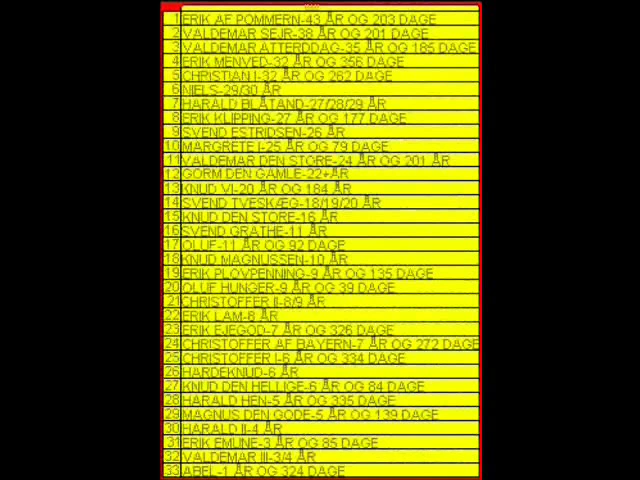 1 ERIK AF POMMERN-43 ÅR OG 203 DAGE
2 VALDEMAR SEJR-38 ÅR OG 201 DAGE
3 VALDEMAR ATTERDDAG-35 ÅR OG 185 DAGE
4 ERIK MENVED-32 ÅR OG 356 DAGE
5 CHRISTIAN I-32 ÅR OG 262 DAGE
6 NIELS-29/30 ÅR
7 HARALD BLÅTAND-27/28/29 ÅR
8 ERIK KLIPPING-27 ÅR OG 177 DAGE
9 SVEND ESTRIDSEN-26 ÅR
10 MARGRETE I-25 ÅR OG 79 DAGE
11 VALDEMAR DEN STORE-24 ÅR OG 201 ÅR
12 GORM DEN GAMLE-22+ÅR
13 KNUD VI-20 ÅR OG 184 ÅR
14 SVEND TVESKÆG-18/19/20 ÅR
15 KNUD DEN STORE-16 ÅR
16 SVEND GRATHE-11 ÅR
17 OLUF-11 ÅR OG 92 DAGE
18 KNUD MAGNUSSEN-10 ÅR
19 ERIK PLOVPENNING-9 ÅR OG 135 DAGE
20 OLUF HUNGER-9 ÅR OG 39 DAGE
21 CHRISTOFFER II-8/9 ÅR
22 ERIK LAM-8 ÅR
23 ERIK EJEGOD-7 ÅR OG 326 DAGE
24 CHRISTOFFER AF BAYERN-7 ÅR OG 272 DAGE
25 CHRISTOFFER I-6 ÅR OG 334 DAGE
26 HARDEKNUD-6 ÅR
27 KNUD DEN HELLIGE-6 ÅR OG 84 DAGE
28 HARALD HEN-5 ÅR OG 335 DAGE
29 MAGNUS DEN GODE-5 ÅR OG 139 DAGE
30 HARALD II-4 ÅR
31 ERIK EMUNE-3 ÅR OG 85 DAGE
32 VALDEMAR III-3/4 ÅR
33 ABEL-1 ÅR OG 324 DAGE